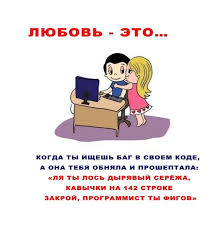 ЛЮБОВЬ - ЭТО...
КОГДА ТЫ ИЩЕШЬ БАГ В СВОЕМ КОДЕ,
А ОНА ТЕБЯ ОБНЯЛА И ПРОШЕПТАЛА:
«ЛЯ ТЫ ЛОСЬ ДЫРЯВЫЙ СЕРЁЖА,
КАВЫЧКИ НА 142 СТРОКЕ
ЗАКРОЙ, ПРОГРАММИСТ ТЫ ФИГОВ»